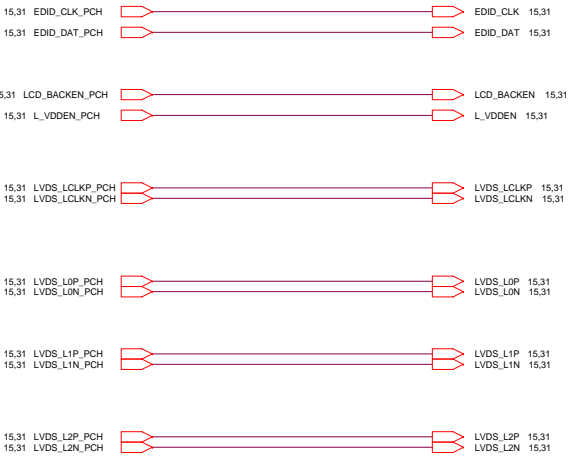 15,31 EDID_CLK_PCH EDID_CLK 15,31
15,31 EDID_DAT_PCH EDID_DAT 15,31
5,31 LCD_BACKEN_PCH LCD_BACKEN 15,31
15,31 L_VDDEN_PCH L_VDDEN 15,31
15,31 LVDS_LCLKP_PCH LVDS_LCLKP 15,31
15,31 LVDS_LCLKN_PCH LVDS_LCLKN 15,31
15,31 LVDS_L0P_PCH LVDS_L0P 15,31
15,31 LVDS_L0N_PCH LVDS_L0N 15,31
15,31 LVDS_L1P_PCH LVDS_L1P 15,31
15,31 LVDS_L1N_PCH LVDS_L1N 15,31
15,31 LVDS_L2P_PCH LVDS_L2P 15,31
15,31 LVDS_L2N_PCH LVDS_L2N 15,31